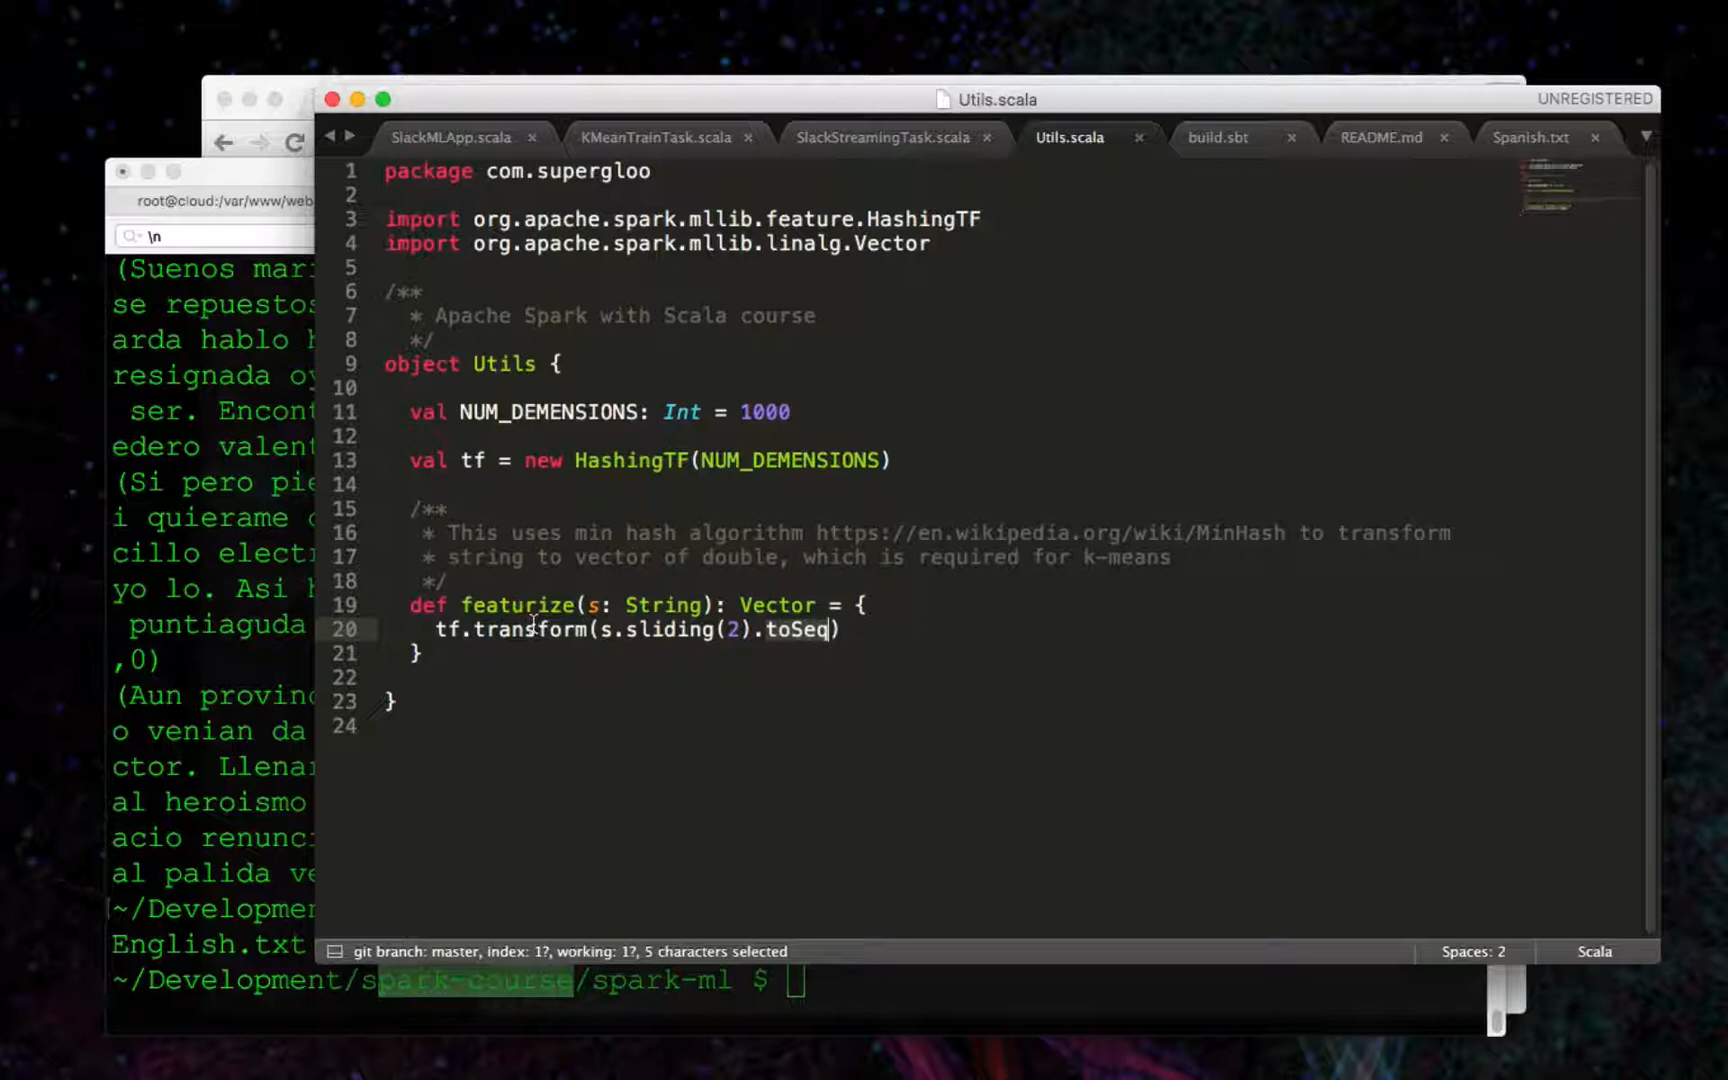 Utils.scala
UNREGISTERED
SlackMLApp.scala
KMeanTrainTask.scala
SlackStreamingTask.scala
Utils.scala
build.sbt
README.md
Spanish.txt
root@cloud:/var/www/web
\n
1 package com.supergloo
2
3 import org.apache.spark.mllib.feature.HashingTF
4 import org.apache.spark.mllib.linalg.Vector
5
6 /**
7 * Apache Spark with Scala course
8 */
9 object Utils {
10
11 val NUM_DEMENSIONS: Int = 1000
12
13 val tf = new HashingTF(NUM_DEMENSIONS)
14
15 /**
16 * This uses min hash algorithm https://en.wikipedia.org/wiki/MinHash to transform
17 * string to vector of double, which is required for k-means
18 */
19 def featurize(s: String): Vector = {
20 tf.transform(s.sliding(2).toSeq)
21 }
22
23 }
24
(Suenos mar
se repuestos
arda hablo
resignada o
ser. Encont
edero valent
(Si pero pie
i quierame
cillo elect
yo lo. Asi
puntiaguda
,0)
(Aun provinc
o venian da
ctor. Llena
al heroismo
acio renunc
al palida ve
~/Developmen
English.txt
~/Development/spark-course/spark-ml $
git branch: master, index: 1?, working: 1?, 5 characters selected
Spaces: 2
Scala